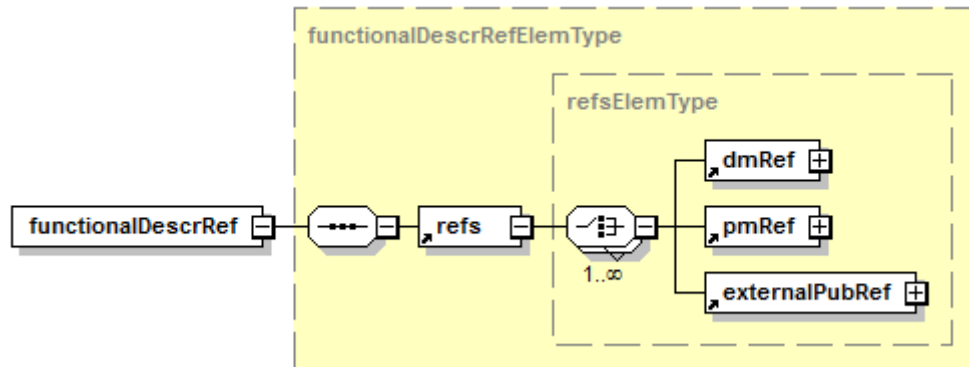 functionalDescrRefElemType
refsElemType
dmRef
functionalDescrRef
refs
pmRef
1..∞
externalPubRef